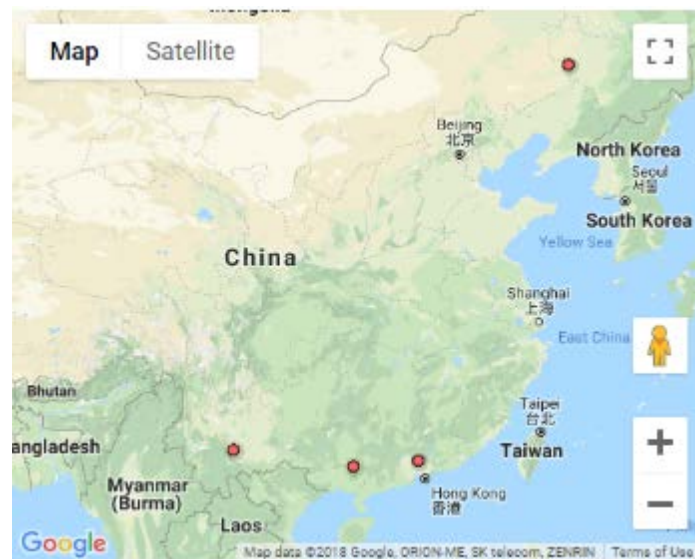 Mongolia
Map Satellite
Beijing
北京
North Korea
Seoul
서울
South Korea
Yellow Sea
China
Shanghai
上海
East China
Bhutan
Taipei
台北
angladesh
Taiwan
Myanmar
(Burma)
Hong Kong
香港
Laos
Google
Map data ©2018 Google, ORION-ME, SK telecom, ZENRIN Terms of Use